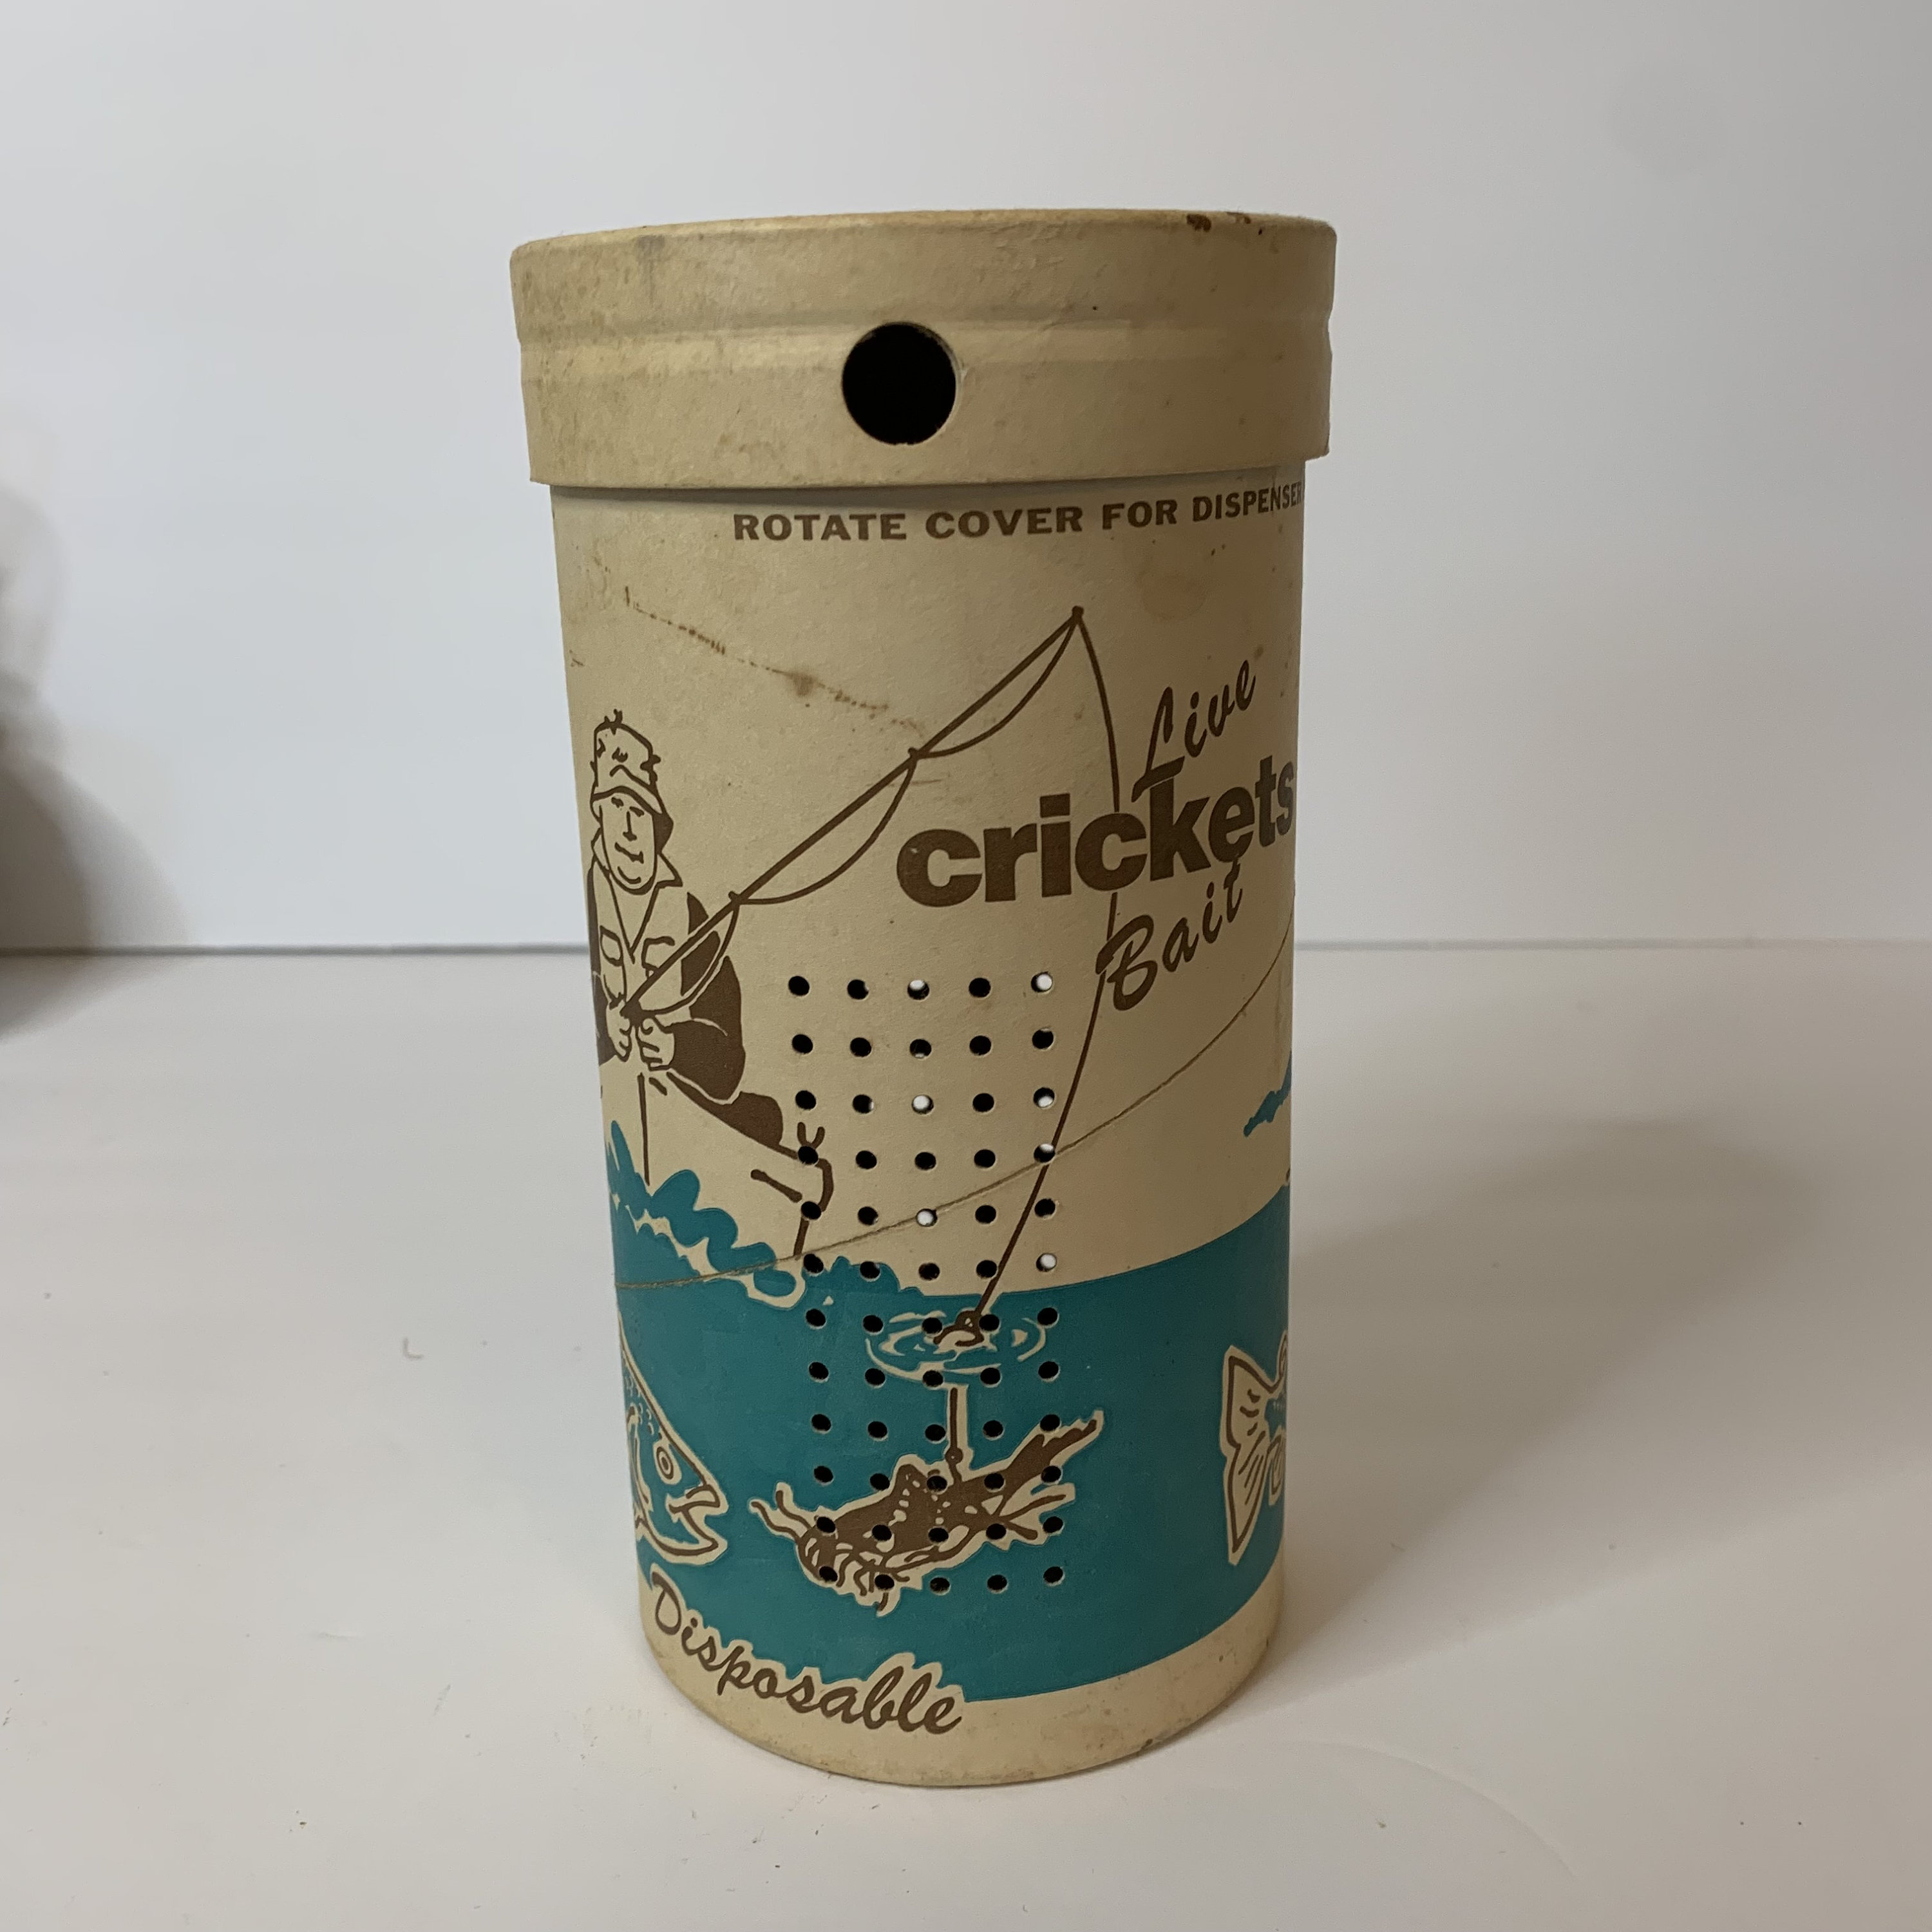 ROTATE COVER FOR DISPENSER
Live
crickets
Bait
Disposable